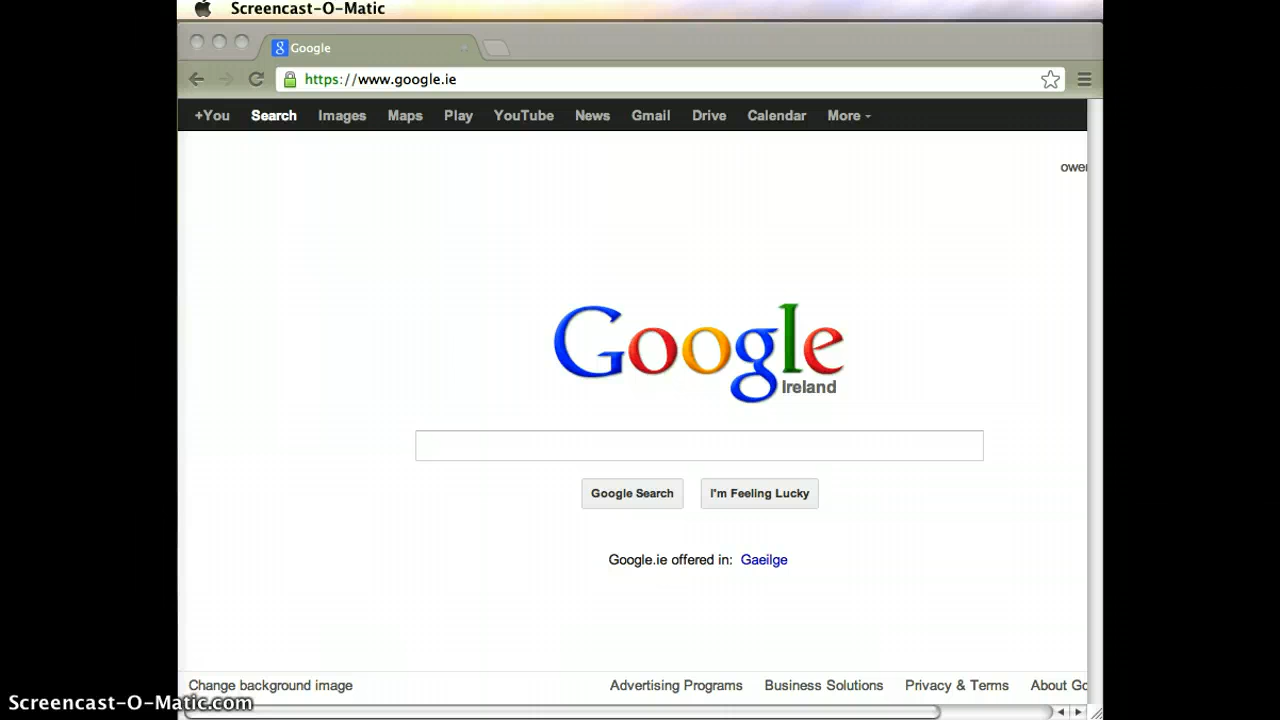 Screencast-O-Matic
Google
https://www.google.ie
+You Search Images Maps Play YouTube News Gmail Drive Calendar More
Google
Ireland
Google Search I'm Feeling Lucky
Google.ie offered in: Gaeilge
Change background image Advertising Programs Business Solutions Privacy & Terms About
Screencast-O-Matic.com